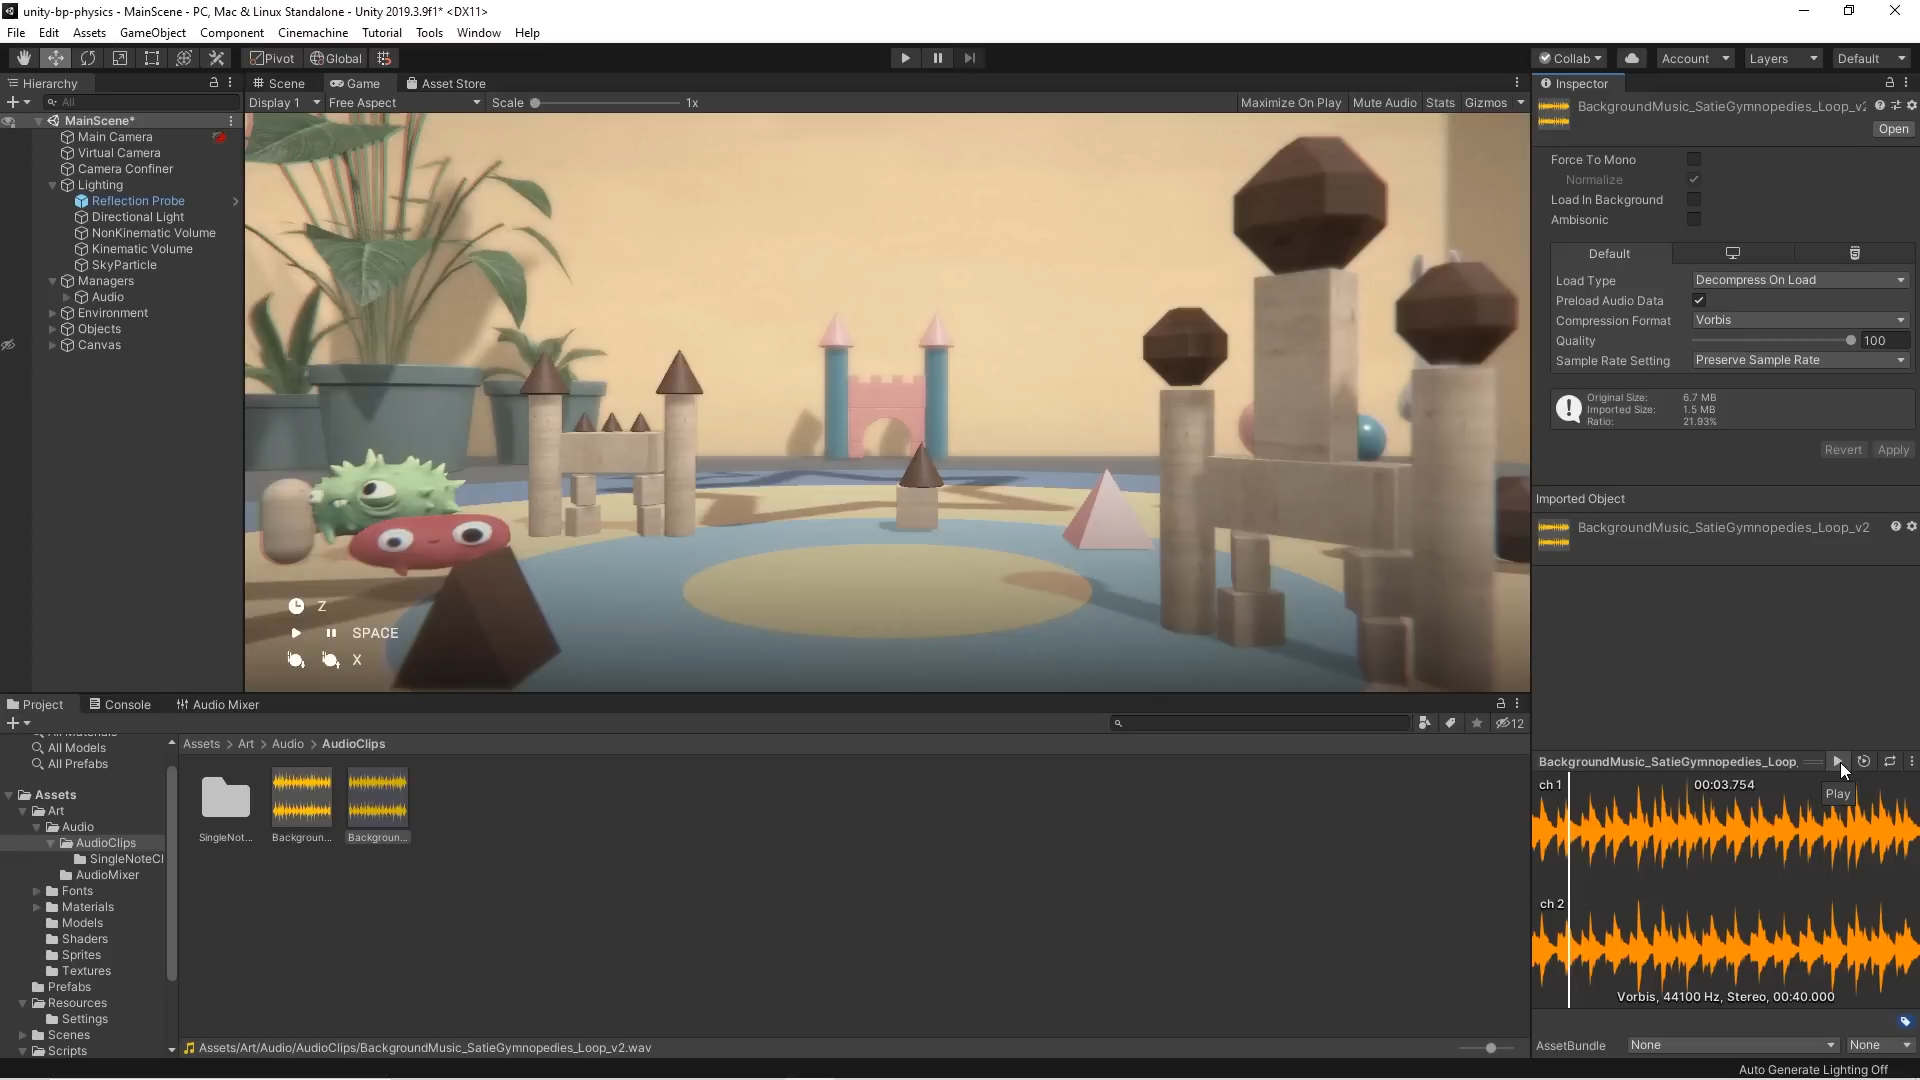 unity-bp-physics - MainScene - PC, Mac & Linux Standalone - Unity 2019.3.9f1* <DX11>
File Edit Assets GameObject Component Cinemachine Tutorial Tools Window Help
Pivot Global
Collab Account Layers Default
Hierarchy
All
MainScene*
Main Camera
Virtual Camera
Camera Confiner
Lighting
Reflection Probe
Directional Light
NonKinematic Volume
Kinematic Volume
SkyParticle
Managers
Audio
Environment
Objects
Canvas
Scene Game Asset Store
Display 1 Free Aspect Scale 1x Maximize On Play Mute Audio Stats Gizmos
Z
SPACE
X
Inspector
BackgroundMusic_SatieGymnopedies_Loop_v2
Open
Force To Mono
Normalize
Load In Background
Ambisonic
Default
Load Type Decompress On Load
Preload Audio Data
Compression Format Vorbis
Quality 100
Sample Rate Setting Preserve Sample Rate
Original Size: 6.7 MB
Imported Size: 1.5 MB
Ratio: 21.93%
Revert Apply
Imported Object
BackgroundMusic_SatieGymnopedies_Loop_v2
Project Console Audio Mixer
12
All Models
All Prefabs
Assets
Art
Audio
AudioClips
SingleNoteCl
AudioMixer
Fonts
Materials
Models
Shaders
Sprites
Textures
Prefabs
Resources
Settings
Scenes
Scripts
Assets > Art > Audio > AudioClips
SingleNot... Backgroun... Backgroun...
Assets/Art/Audio/AudioClips/BackgroundMusic_SatieGymnopedies_Loop_v2.wav
BackgroundMusic_SatieGymnopedies_Loop_
ch 1 00:03.754
Play
ch 2
Vorbis, 44100 Hz, Stereo, 00:40.000
AssetBundle None None
Auto Generate Lighting Off